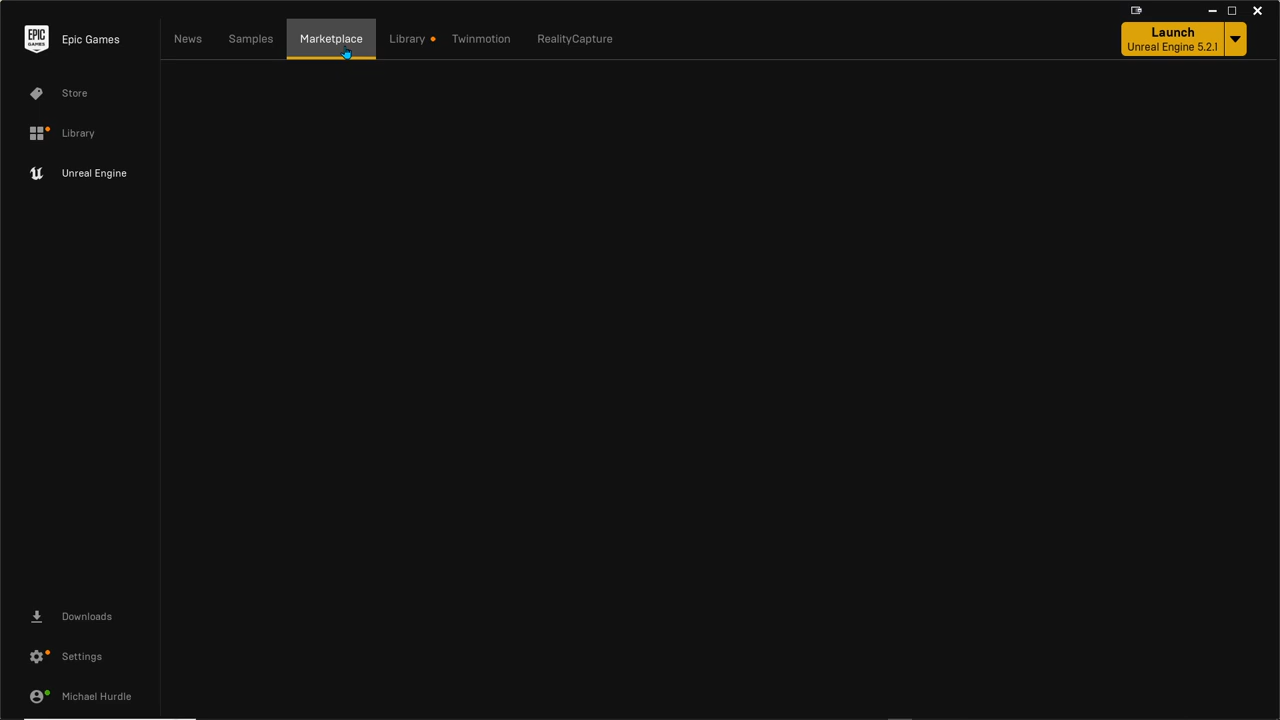 EPIC GAMES
Epic Games
News
Samples
Marketplace
Library
Twinmotion
RealityCapture
Launch
Unreal Engine 5.2.1
Store
Library
Unreal Engine
Downloads
Settings
Michael Hurdle